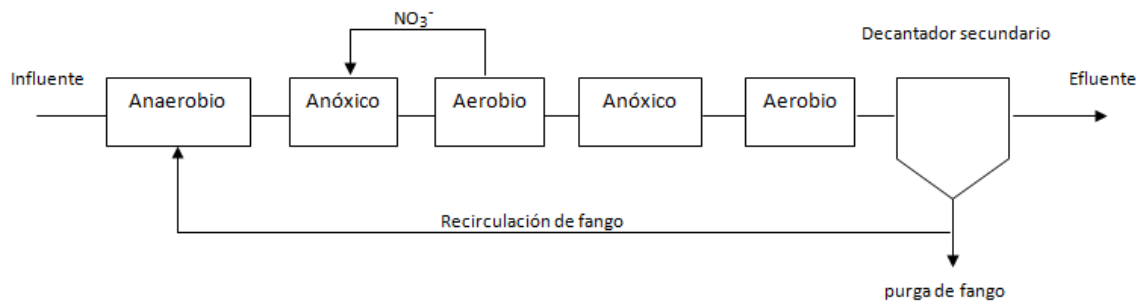 NO₃⁻
Decantador secundario
Influente
Efluente
Anaerobio
Anóxico
Aerobio
Anóxico
Aerobio
Recirculación de fango
purga de fango